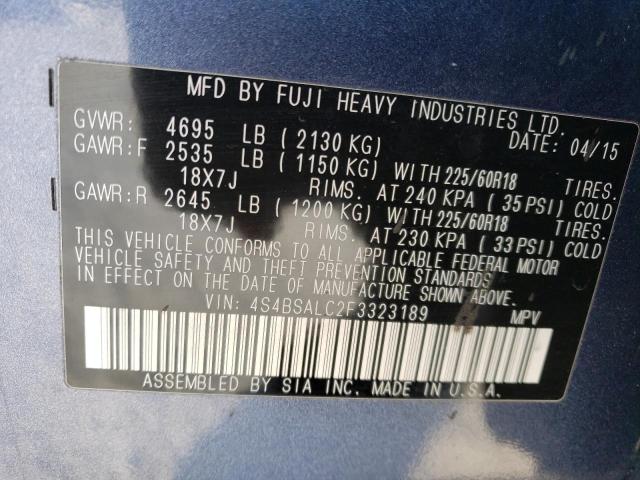 MFD BY FUJI HEAVY INDUSTRIES LTD.
GVWR: 4695 LB (2130 KG) DATE: 04/15
GAWR:F 2535 LB (1150 KG) WITH 225/60R18 TIRES.
18X7J RIMS. AT 240 KPA (35 PSI) COLD
GAWR:R 2645 LB (1200 KG) WITH 225/60R18 TIRES.
18X7J RIMS. AT 230 KPA (33 PSI) COLD
THIS VEHICLE CONFORMS TO ALL APPLICABLE FEDERAL MOTOR
VEHICLE SAFETY AND THEFT PREVENTION STANDARDS
IN EFFECT ON THE DATE OF MANUFACTURE SHOWN ABOVE.
VIN: 4S4BSALC2F3323189 MPV
ASSEMBLED BY SIA INC. MADE IN U.S.A.